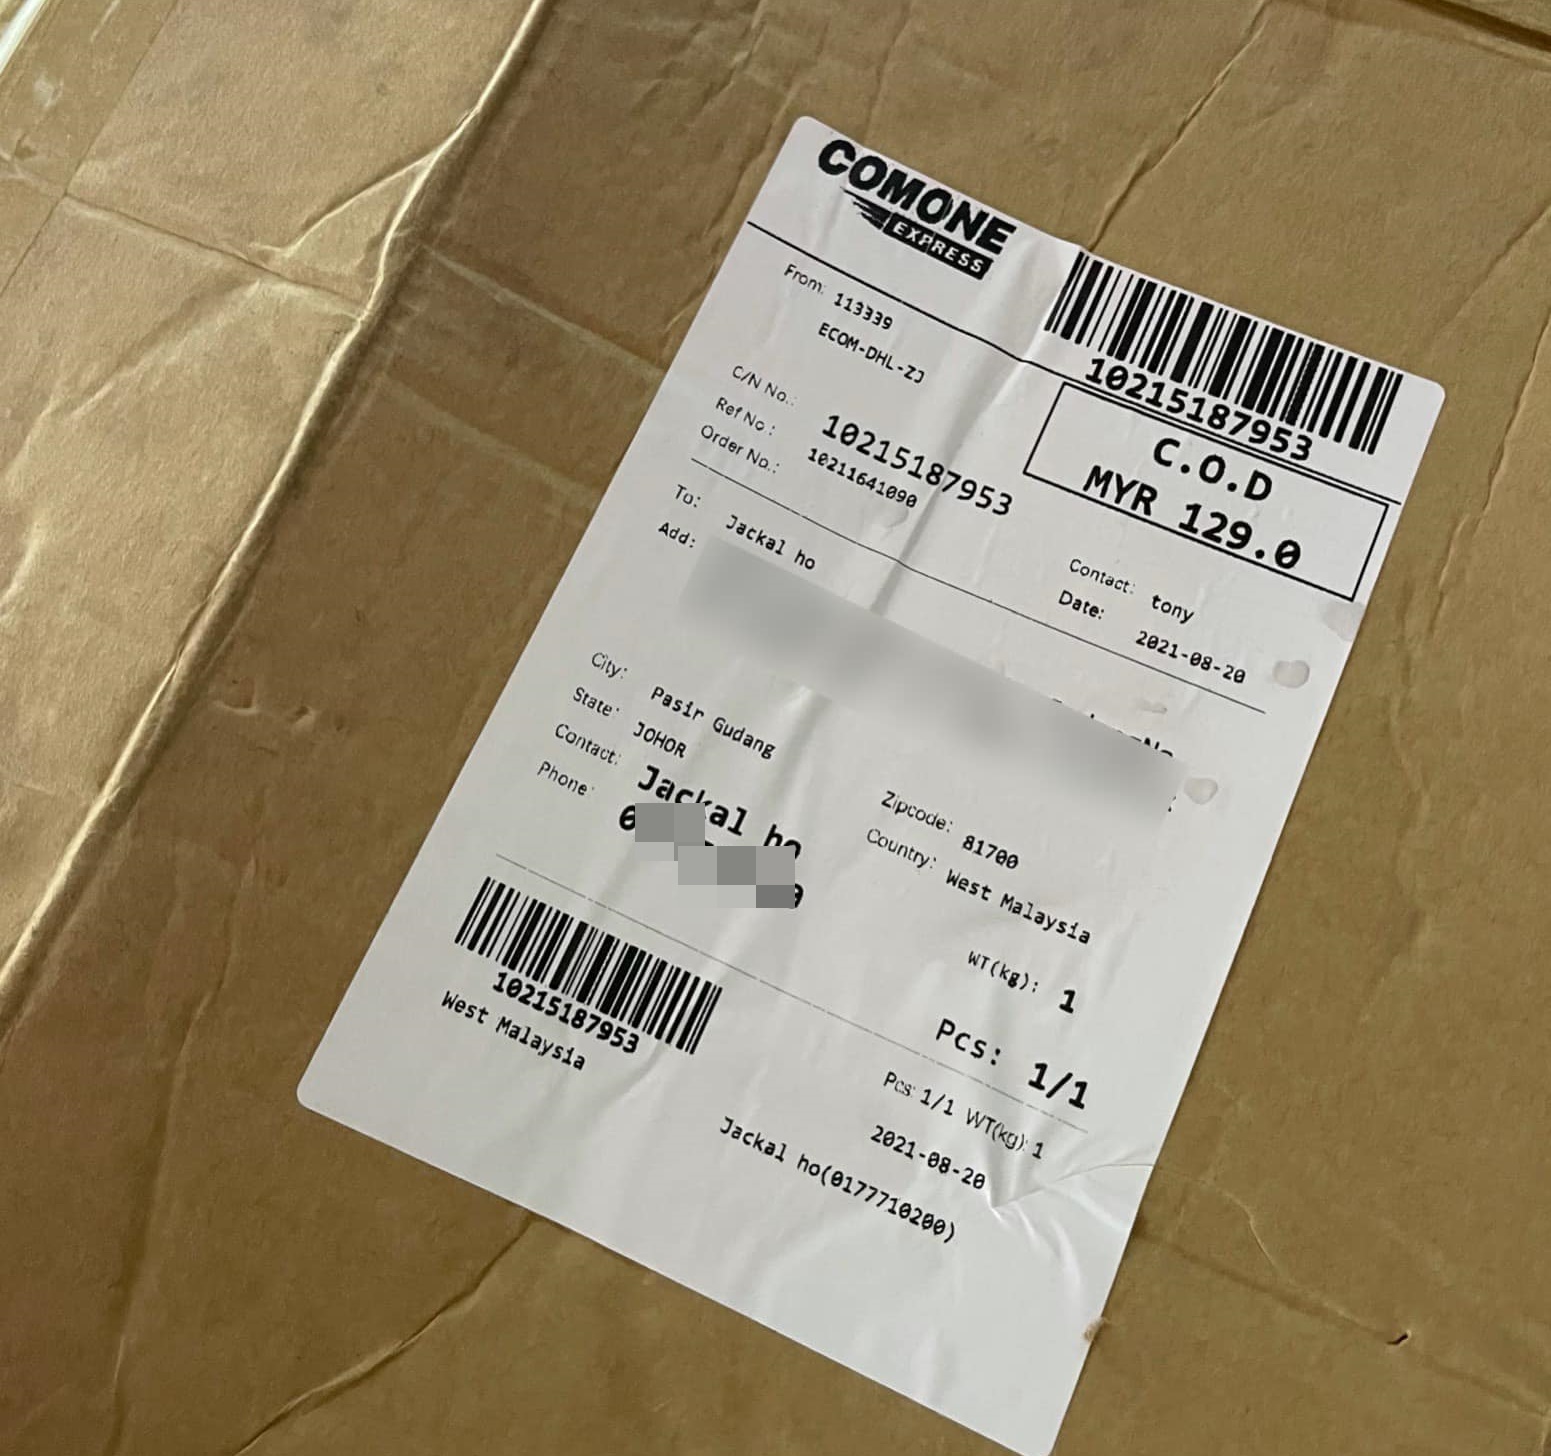 COMONE
EXPRESS
10215187953
From: 113339
ECOM-DHL-ZJ
C.O.D
MYR 129.0
C/N No.: 10215187953
Ref No.: 10211641090
Order No.:
Contact: tony
Date: 2021-08-20
To: Jackal ho
Add:
City: Pasir Gudang
State: JOHOR
Zipcode: 81700
Contact: Jackal ho
Country: West Malaysia
Phone:
WT(kg): 1
Pcs: 1/1
10215187953
West Malaysia
Pcs: 1/1 WT(kg): 1
2021-08-20
Jackal ho(0177710200)